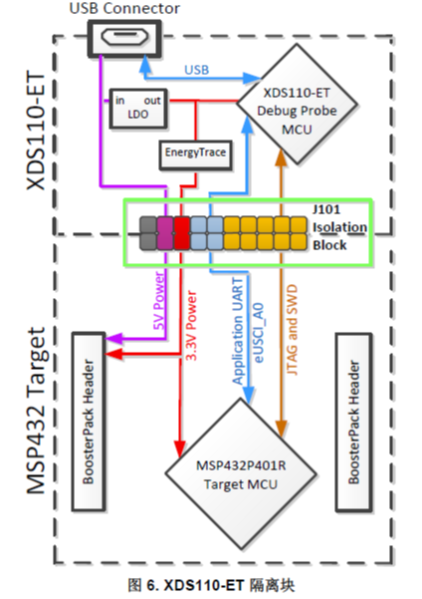 USB Connector
XDS110-ET
USB
in out
LDO
XDS110-ET
Debug Probe
MCU
EnergyTrace
J101
Isolation
Block
MSP432 Target
5V Power
3.3V Power
Application UART
eUSCI_A0
JTAG and SWD
BoosterPack Header
BoosterPack Header
MSP432P401R
Target MCU
图 6. XDS110-ET 隔离块